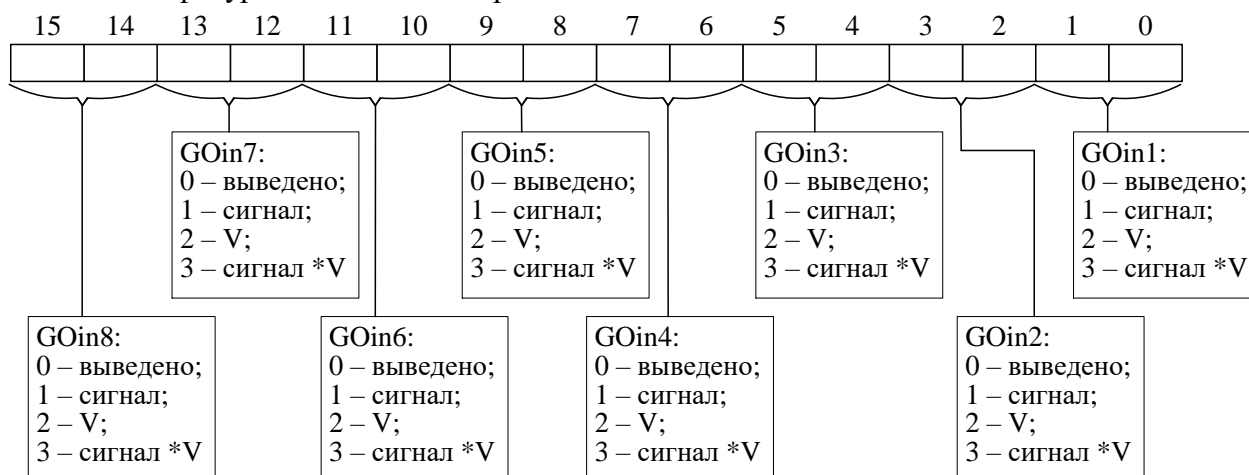 15 14 13 12 11 10 9 8 7 6 5 4 3 2 1 0
GOin7:
0 – выведено;
1 – сигнал;
2 – V;
3 – сигнал *V
GOin5:
0 – выведено;
1 – сигнал;
2 – V;
3 – сигнал *V
GOin3:
0 – выведено;
1 – сигнал;
2 – V;
3 – сигнал *V
GOin1:
0 – выведено;
1 – сигнал;
2 – V;
3 – сигнал *V
GOin8:
0 – выведено;
1 – сигнал;
2 – V;
3 – сигнал *V
GOin6:
0 – выведено;
1 – сигнал;
2 – V;
3 – сигнал *V
GOin4:
0 – выведено;
1 – сигнал;
2 – V;
3 – сигнал *V
GOin2:
0 – выведено;
1 – сигнал;
2 – V;
3 – сигнал *V